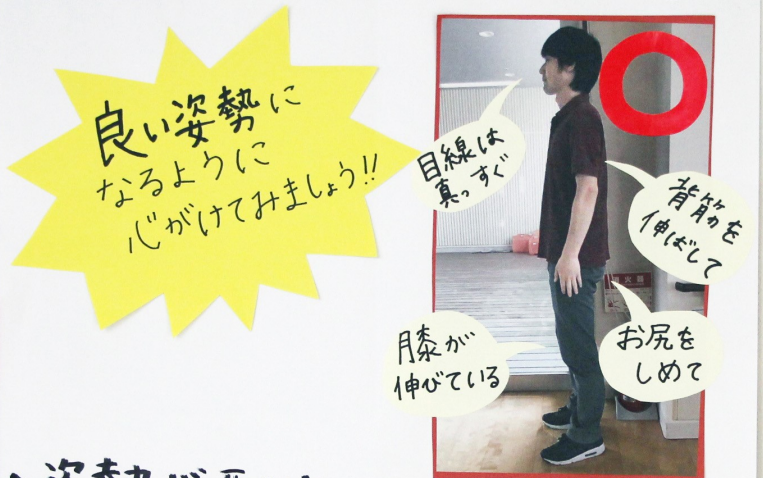 良い姿勢に
なるように
心がけてみましょう!!
目線は
真っすぐ
背筋を
伸ばして
膝が
伸びている
お尻を
しめて